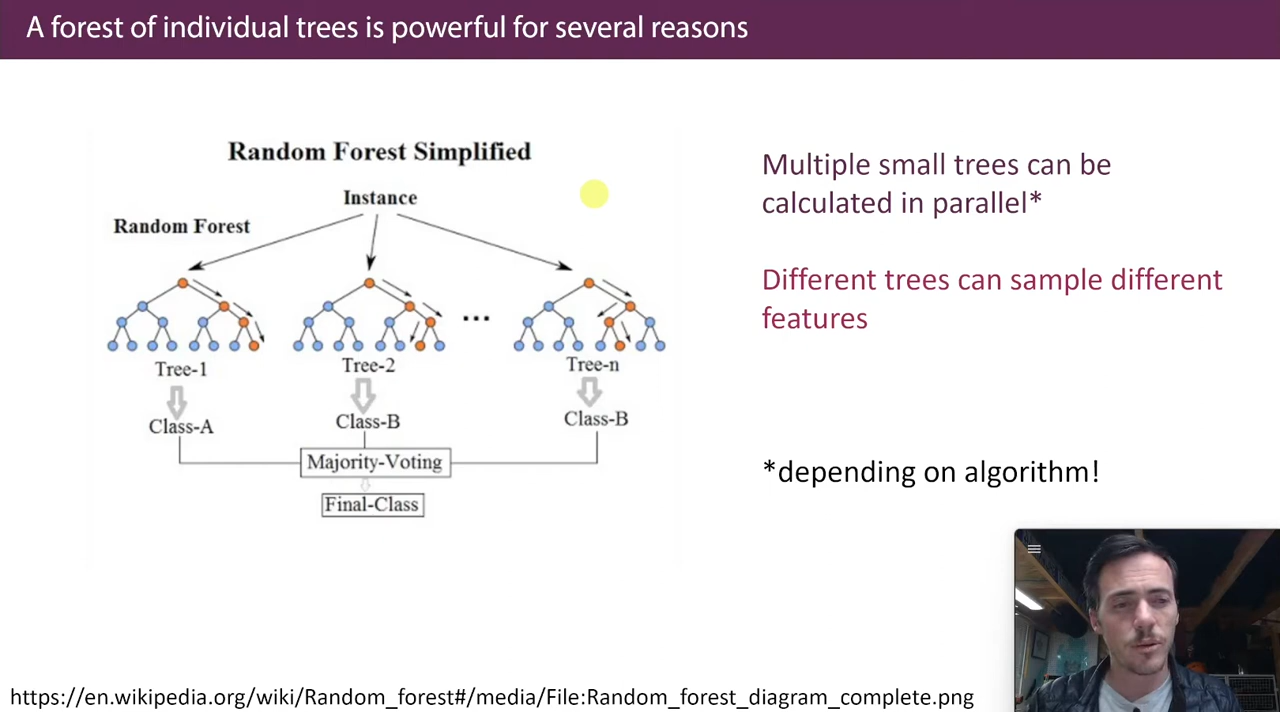 A forest of individual trees is powerful for several reasons
Random Forest Simplified
Instance
Random Forest
...
Tree-1
Tree-2
Tree-n
Class-A
Class-B
Class-B
Majority-Voting
Final-Class
Multiple small trees can be
calculated in parallel*
Different trees can sample different
features
*depending on algorithm!
https://en.wikipedia.org/wiki/Random_forest#/media/File:Random_forest_diagram_complete.png